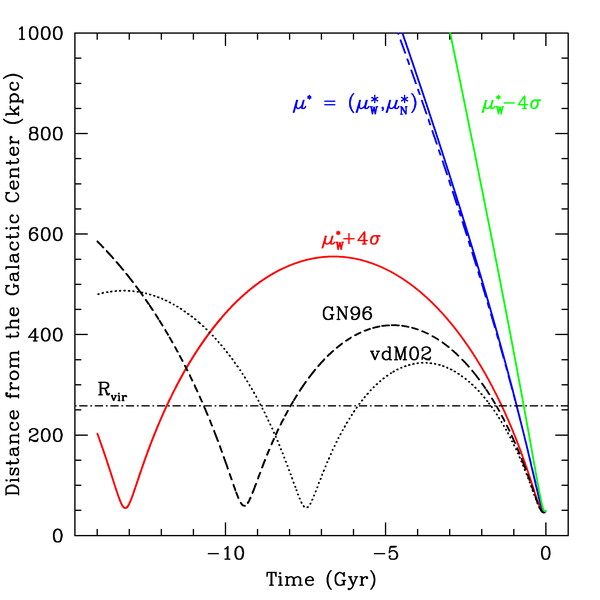 1000
800
600
400
200
0
Distance from the Galactic Center (kpc)
μ* = (μ*W,μ*N)
μ*W−4σ
μ*W+4σ
GN96
vdM02
Rvir
−10
−5
0
Time (Gyr)